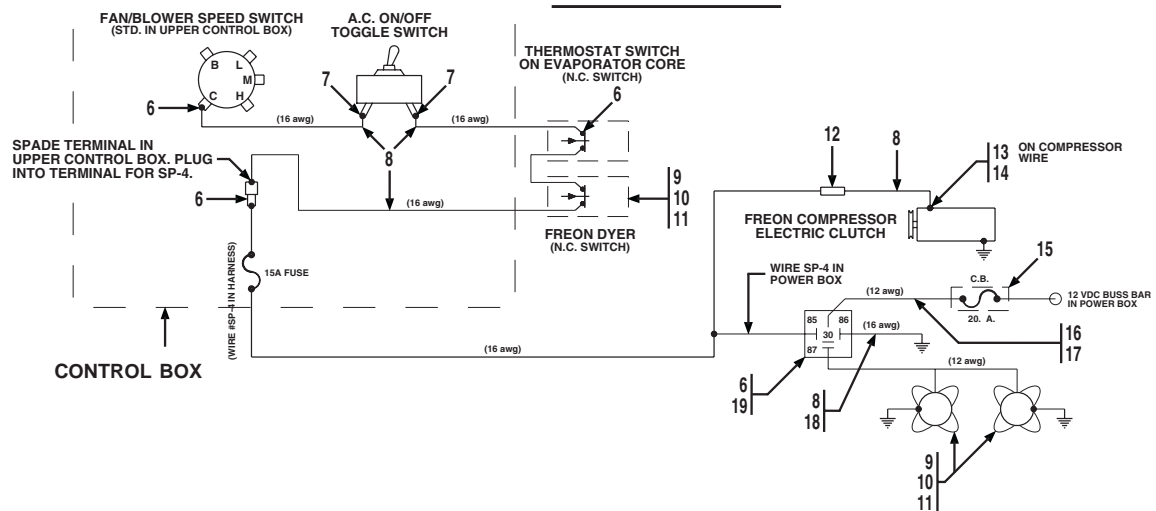 FAN/BLOWER SPEED SWITCH
(STD. IN UPPER CONTROL BOX)
B
L
M
C
H
6
A.C. ON/OFF
TOGGLE SWITCH
7
7
THERMOSTAT SWITCH
ON EVAPORATOR CORE
(N.C. SWITCH)
6
(16 awg)
(16 awg)
8
SPADE TERMINAL IN
UPPER CONTROL BOX. PLUG
INTO TERMINAL FOR SP-4.
6
(16 awg)
9
10
11
FREON DYER
(N.C. SWITCH)
15A FUSE
(WIRE #SP-4 IN HARNESS)
CONTROL BOX
(16 awg)
12
8
13
14
ON COMPRESSOR
WIRE
FREON COMPRESSOR
ELECTRIC CLUTCH
15
WIRE SP-4 IN
POWER BOX
C.B.
(12 awg)
12 VDC BUSS BAR
IN POWER BOX
20. A.
85
86
30
87
(16 awg)
16
17
(12 awg)
6
19
8
18
9
10
11